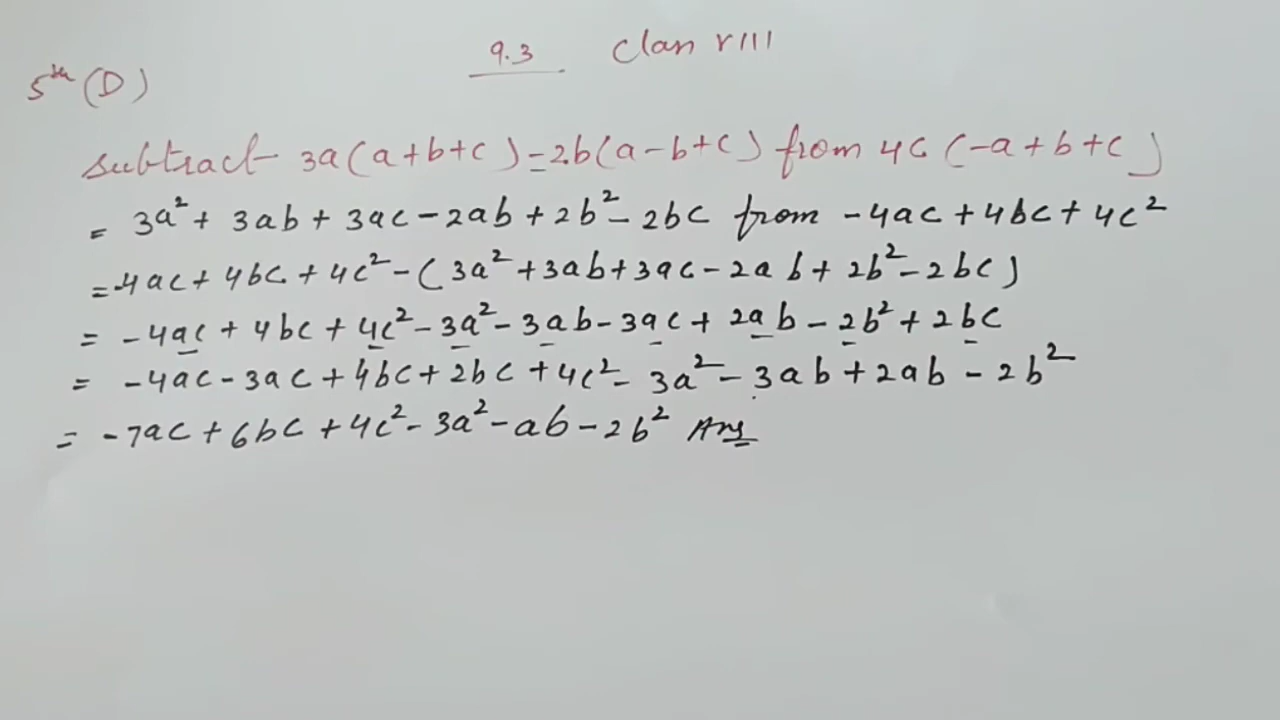 9.3 Class VIII
5th (D)
Subtract 3a(a+b+c)-2b(a-b+c) from 4c(-a+b+c)
= 3a² + 3ab + 3ac - 2ab + 2b² - 2bc from -4ac + 4bc + 4c²
= -4ac + 4bc + 4c² - (3a² + 3ab + 3ac - 2ab + 2b² - 2bc)
= -4ac + 4bc + 4c² - 3a² - 3ab - 3ac + 2ab - 2b² + 2bc
= -4ac - 3ac + 4bc + 2bc + 4c² - 3a² - 3ab + 2ab - 2b²
= -7ac + 6bc + 4c² - 3a² - ab - 2b² Ans